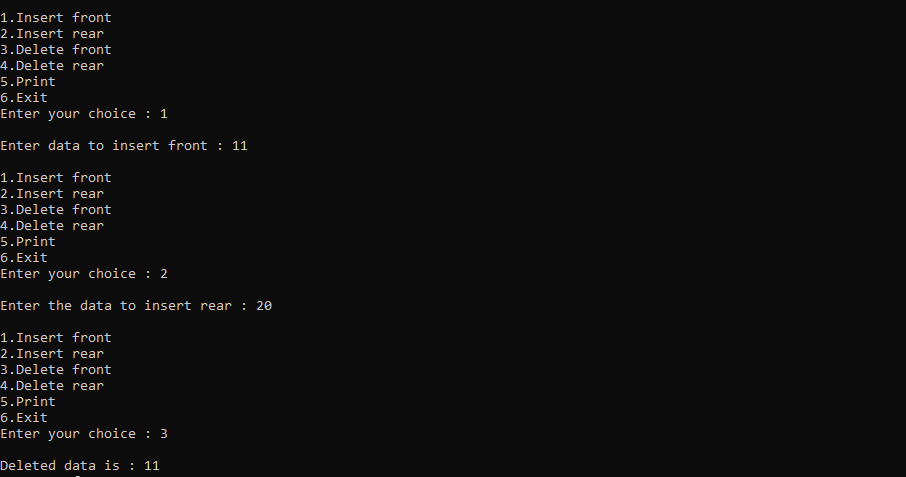 1.Insert front
2.Insert rear
3.Delete front
4.Delete rear
5.Print
6.Exit
Enter your choice : 1
Enter data to insert front : 11
1.Insert front
2.Insert rear
3.Delete front
4.Delete rear
5.Print
6.Exit
Enter your choice : 2
Enter the data to insert rear : 20
1.Insert front
2.Insert rear
3.Delete front
4.Delete rear
5.Print
6.Exit
Enter your choice : 3
Deleted data is : 11